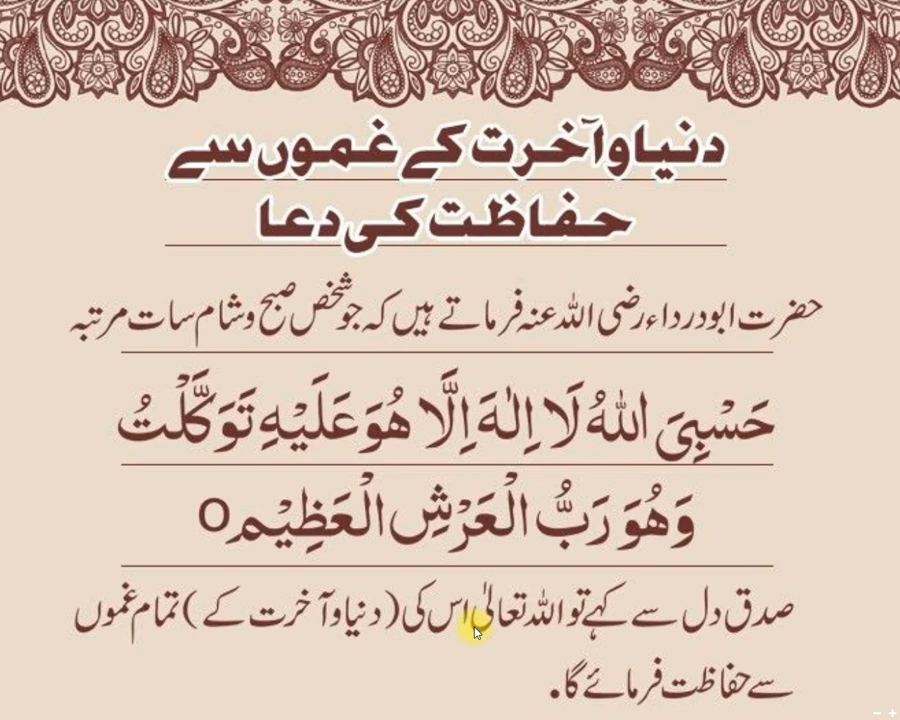 دنیا و آخرت کے غموں سے
حفاظت کی دعا
حضرت ابودرداء رضی اللہ عنہ فرماتے ہیں کہ جو شخص صبح و شام سات مرتبہ
حَسْبِیَ اللّٰهُ لَا اِلٰهَ اِلَّا هُوَ عَلَیْهِ تَوَكَّلْتُ
وَهُوَ رَبُّ الْعَرْشِ الْعَظِیْمِ O
صدق دل سے کہے تو اللہ تعالیٰ اس کی (دنیا و آخرت کے) تمام غموں
سے حفاظت فرمائے گا۔